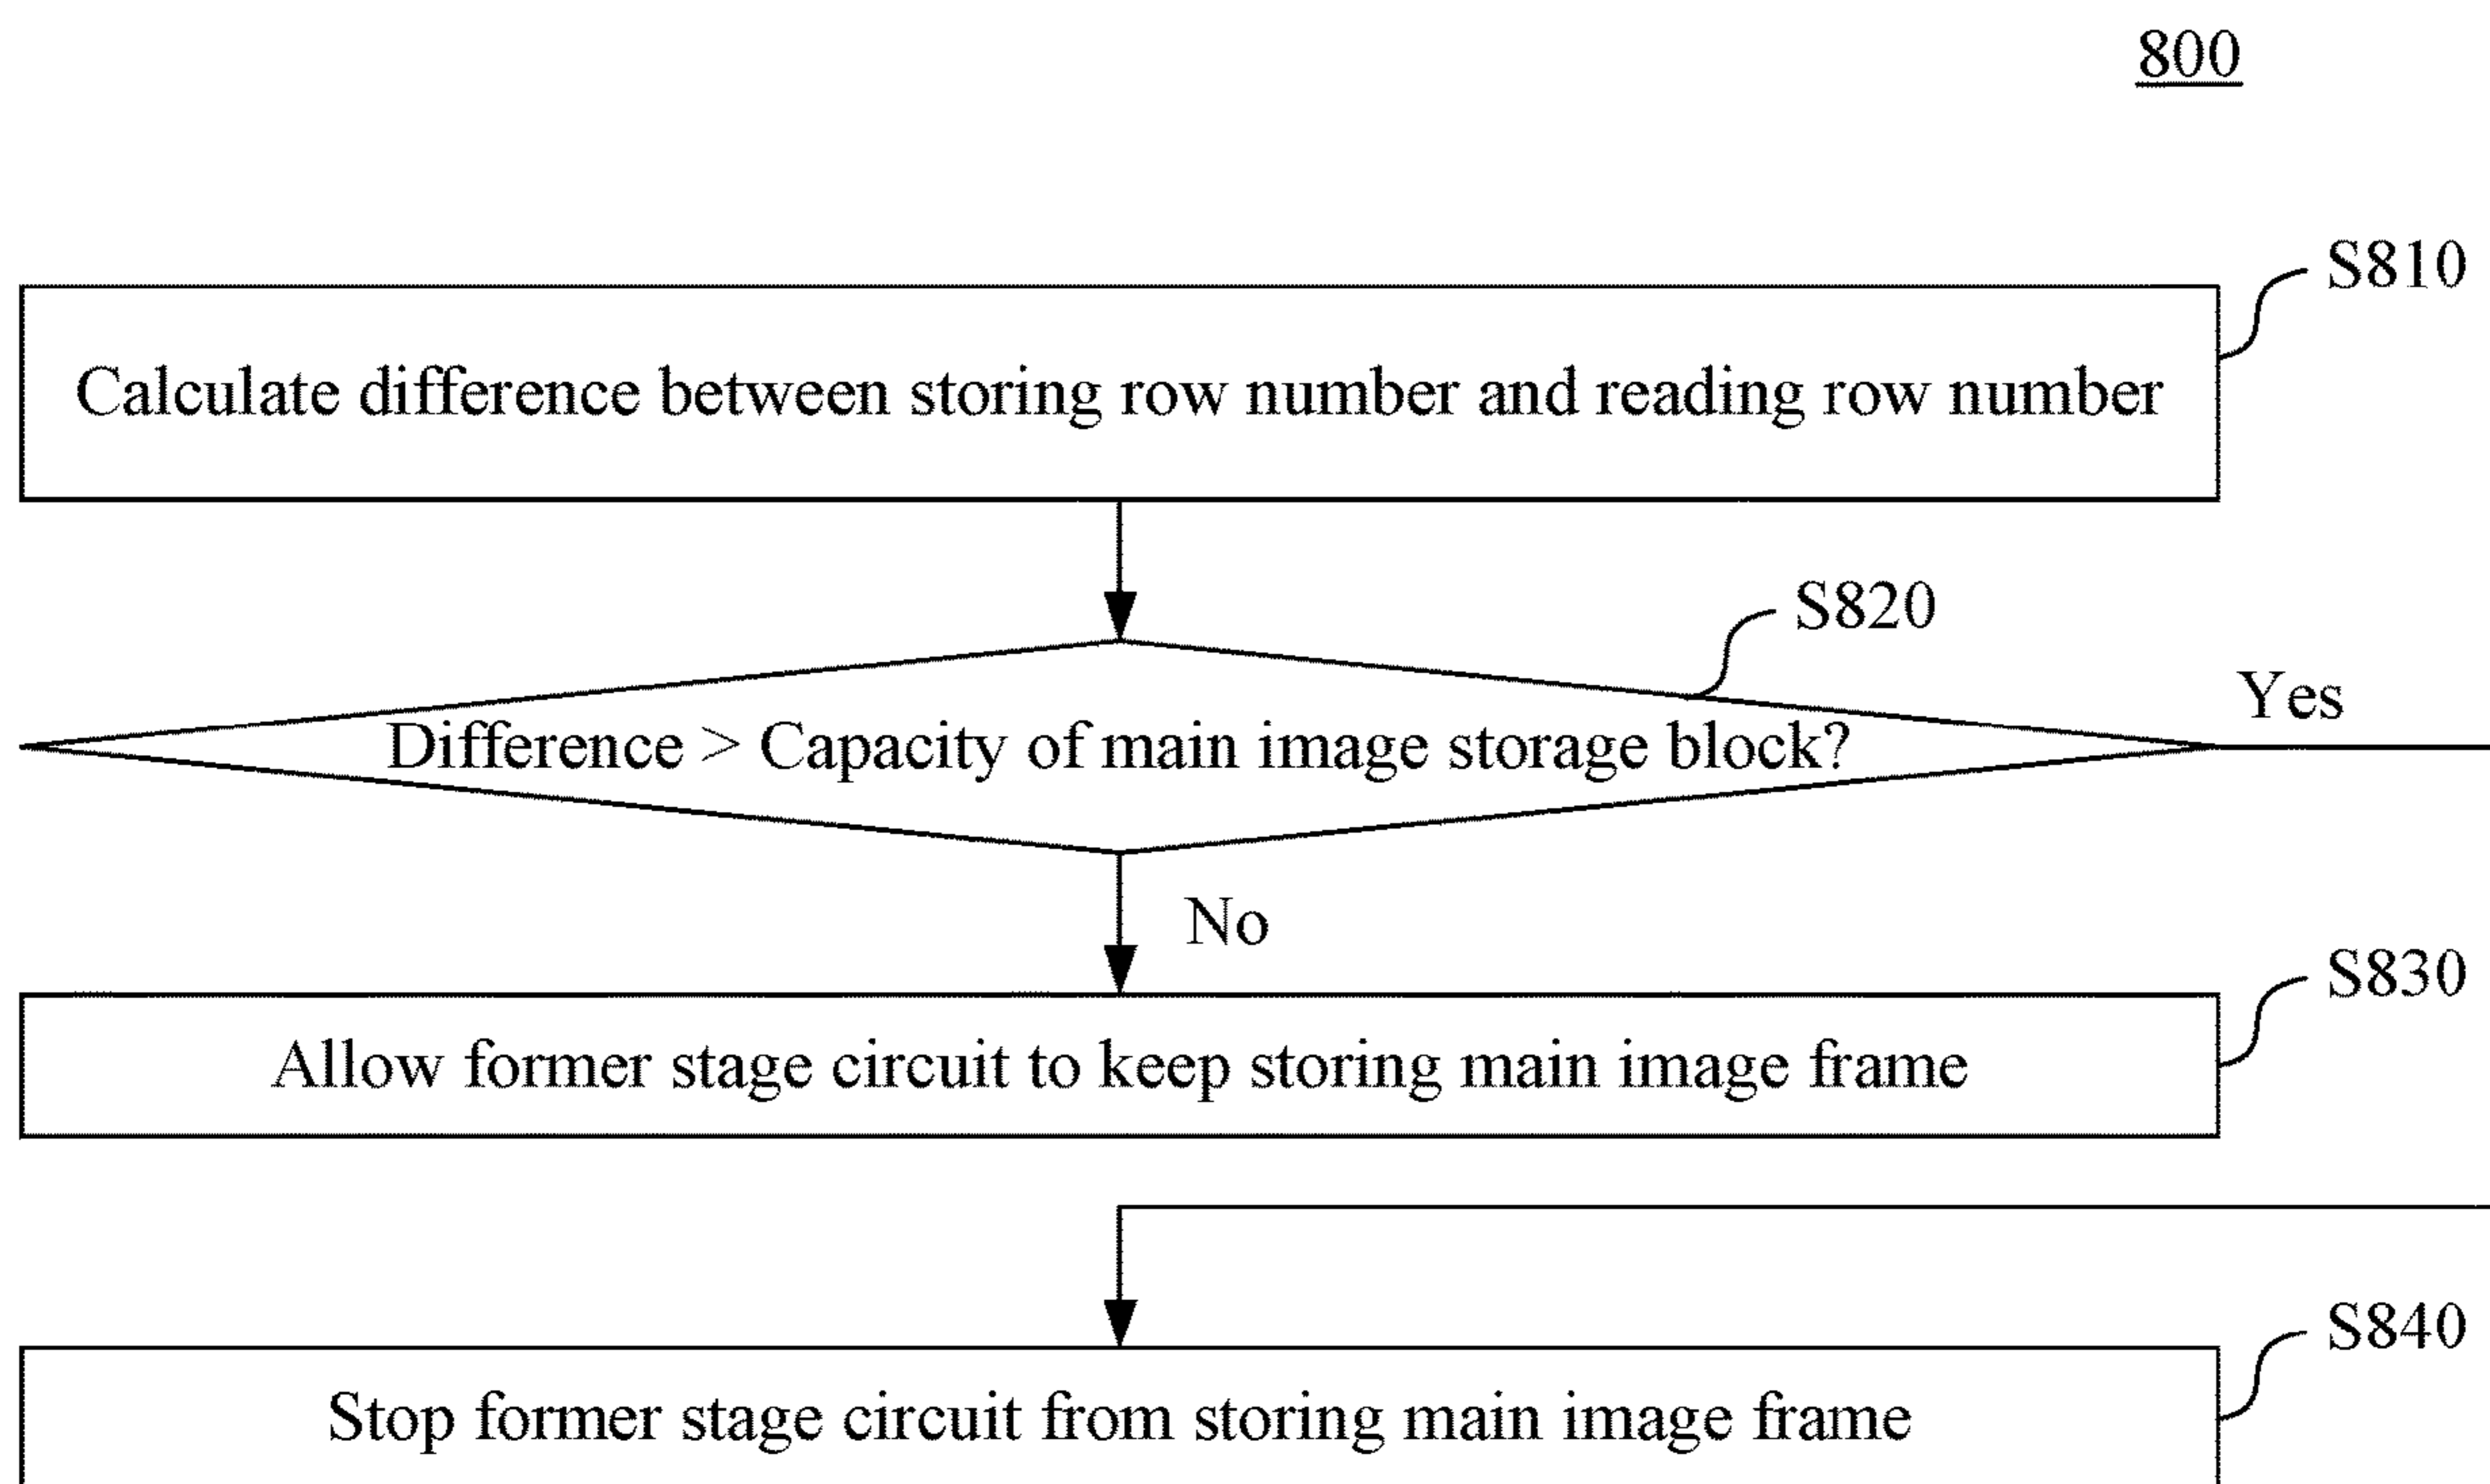 800
S810
Calculate difference between storing row number and reading row number
S820
Yes
Difference > Capacity of main image storage block?
No
S830
Allow former stage circuit to keep storing main image frame
S840
Stop former stage circuit from storing main image frame